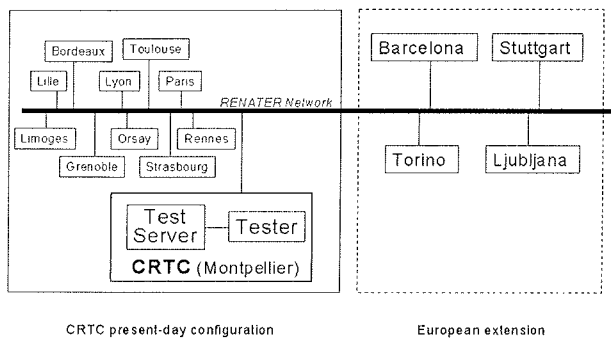 Bordeaux
Toulouse
Lille
Lyon
Paris
RENATER Network
Limoges
Orsay
Rennes
Grenoble
Strasbourg
Test
Server
Tester
CRTC (Montpellier)
Barcelona
Stuttgart
Torino
Ljubljana
CRTC present-day configuration
European extension